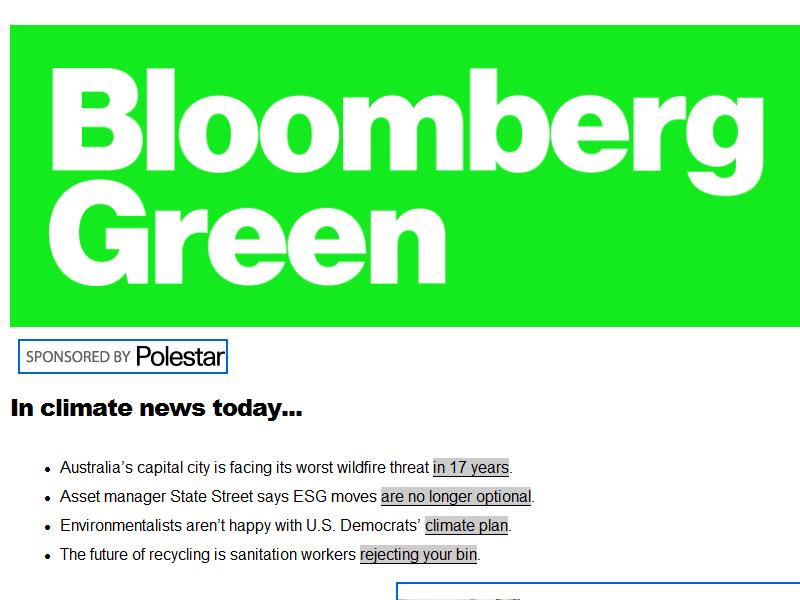 Bloomberg
Green
SPONSORED BY Polestar
In climate news today...
• Australia’s capital city is facing its worst wildfire threat in 17 years.
• Asset manager State Street says ESG moves are no longer optional.
• Environmentalists aren’t happy with U.S. Democrats’ climate plan.
• The future of recycling is sanitation workers rejecting your bin.